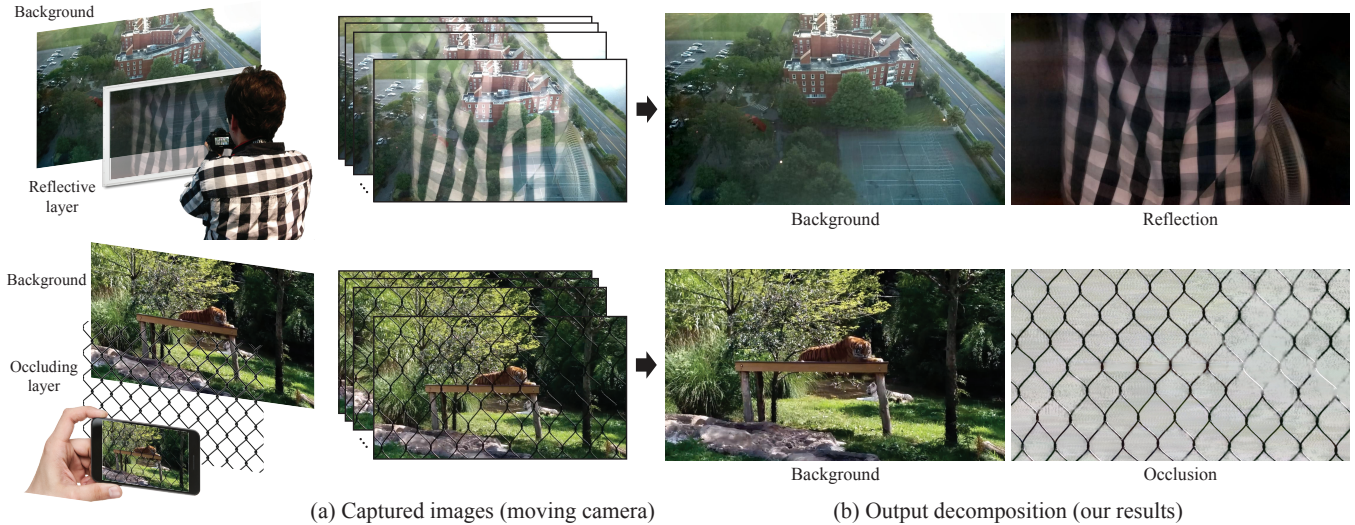 Background
Reflective
layer
Background
Reflection
Background
Occluding
layer
Background
Occlusion
(a) Captured images (moving camera)
(b) Output decomposition (our results)